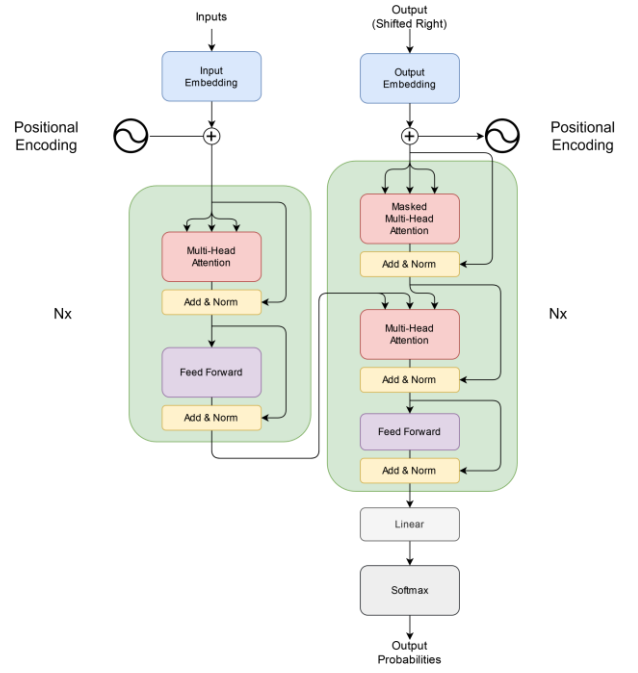 Inputs
Input
Embedding
Positional
Encoding
Nx
Multi-Head
Attention
Add & Norm
Feed Forward
Add & Norm
Output
(Shifted Right)
Output
Embedding
Positional
Encoding
Masked
Multi-Head
Attention
Add & Norm
Nx
Multi-Head
Attention
Add & Norm
Feed Forward
Add & Norm
Linear
Softmax
Output
Probabilities